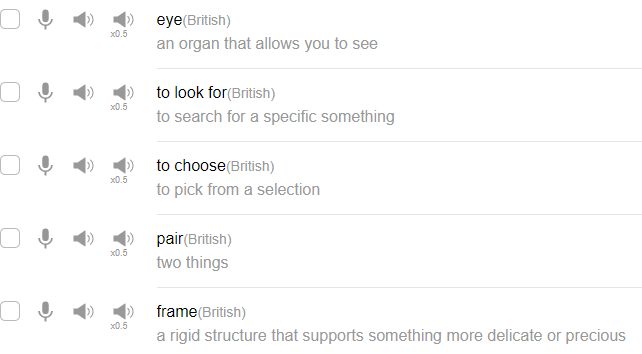 eye(British)
an organ that allows you to see
x0.5
to look for(British)
to search for a specific something
x0.5
to choose(British)
to pick from a selection
x0.5
pair(British)
two things
x0.5
frame(British)
a rigid structure that supports something more delicate or precious
x0.5